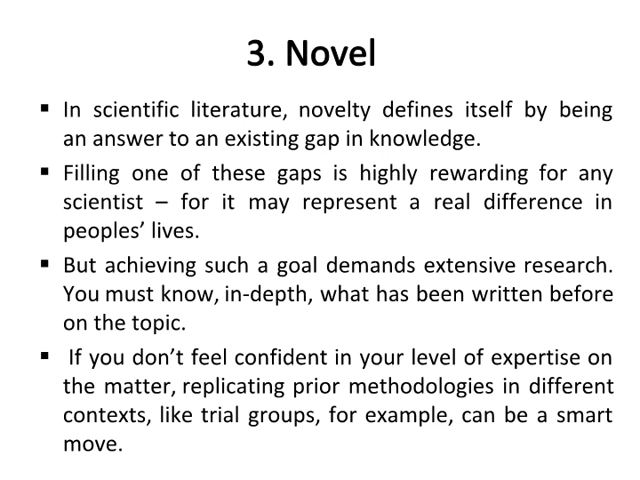 3. Novel
▪ In scientific literature, novelty defines itself by being
an answer to an existing gap in knowledge.
▪ Filling one of these gaps is highly rewarding for any
scientist – for it may represent a real difference in
peoples’ lives.
▪ But achieving such a goal demands extensive research.
You must know, in-depth, what has been written before
on the topic.
▪ If you don’t feel confident in your level of expertise on
the matter, replicating prior methodologies in different
contexts, like trial groups, for example, can be a smart
move.